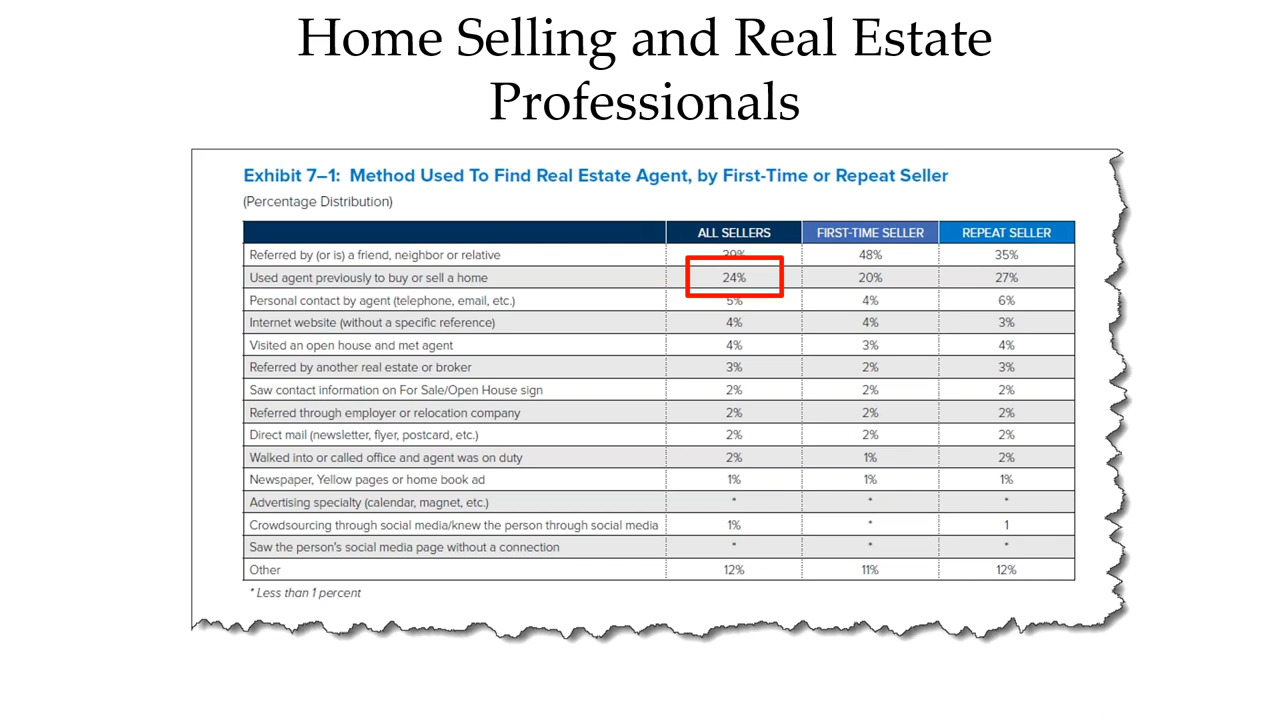 Home Selling and Real Estate
Professionals
Exhibit 7–1: Method Used To Find Real Estate Agent, by First-Time or Repeat Seller
(Percentage Distribution)
ALL SELLERS FIRST-TIME SELLER REPEAT SELLER
Referred by (or is) a friend, neighbor or relative 39% 48% 35%
Used agent previously to buy or sell a home 24% 20% 27%
Personal contact by agent (telephone, email, etc.) 5% 4% 6%
Internet website (without a specific reference) 4% 4% 3%
Visited an open house and met agent 4% 3% 4%
Referred by another real estate or broker 3% 2% 3%
Saw contact information on For Sale/Open House sign 2% 2% 2%
Referred through employer or relocation company 2% 2% 2%
Direct mail (newsletter, flyer, postcard, etc.) 2% 2% 2%
Walked into or called office and agent was on duty 2% 1% 2%
Newspaper, Yellow pages or home book ad 1% 1% 1%
Advertising specialty (calendar, magnet, etc.) * * *
Crowdsourcing through social media/knew the person through social media 1% * 1
Saw the person's social media page without a connection * * *
Other 12% 11% 12%
* Less than 1 percent